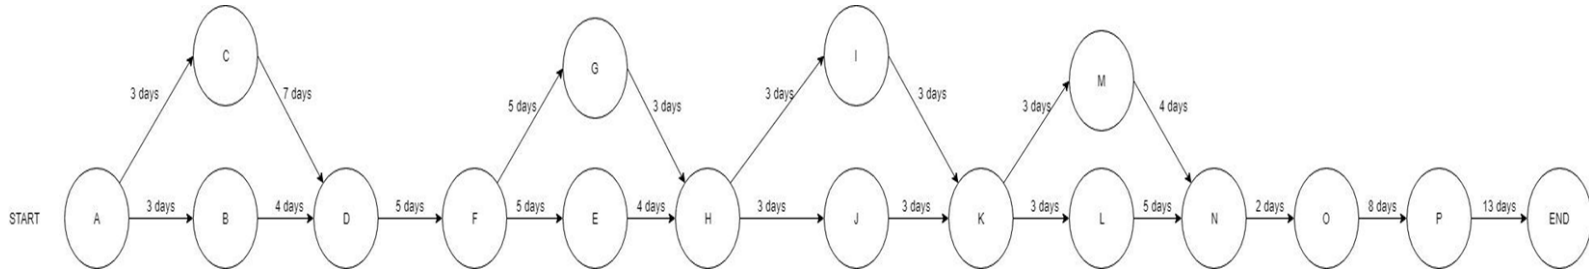 C
G
I
M
3 days
7 days
5 days
3 days
3 days
3 days
3 days
4 days
START
A
3 days
B
4 days
D
5 days
F
5 days
E
4 days
H
3 days
J
3 days
K
3 days
L
5 days
N
2 days
O
8 days
P
13 days
END